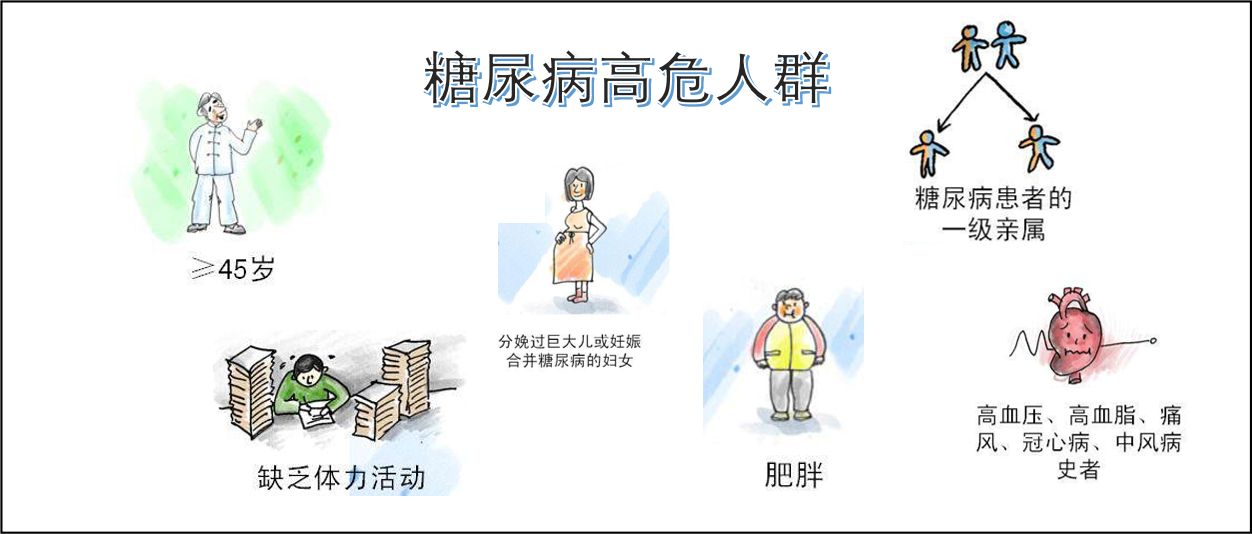 糖尿病高危人群
≥45岁
糖尿病患者的
一级亲属
分娩过巨大儿或妊娠
合并糖尿病的妇女
缺乏体力活动
肥胖
高血压、高血脂、痛
风、冠心病、中风病
史者